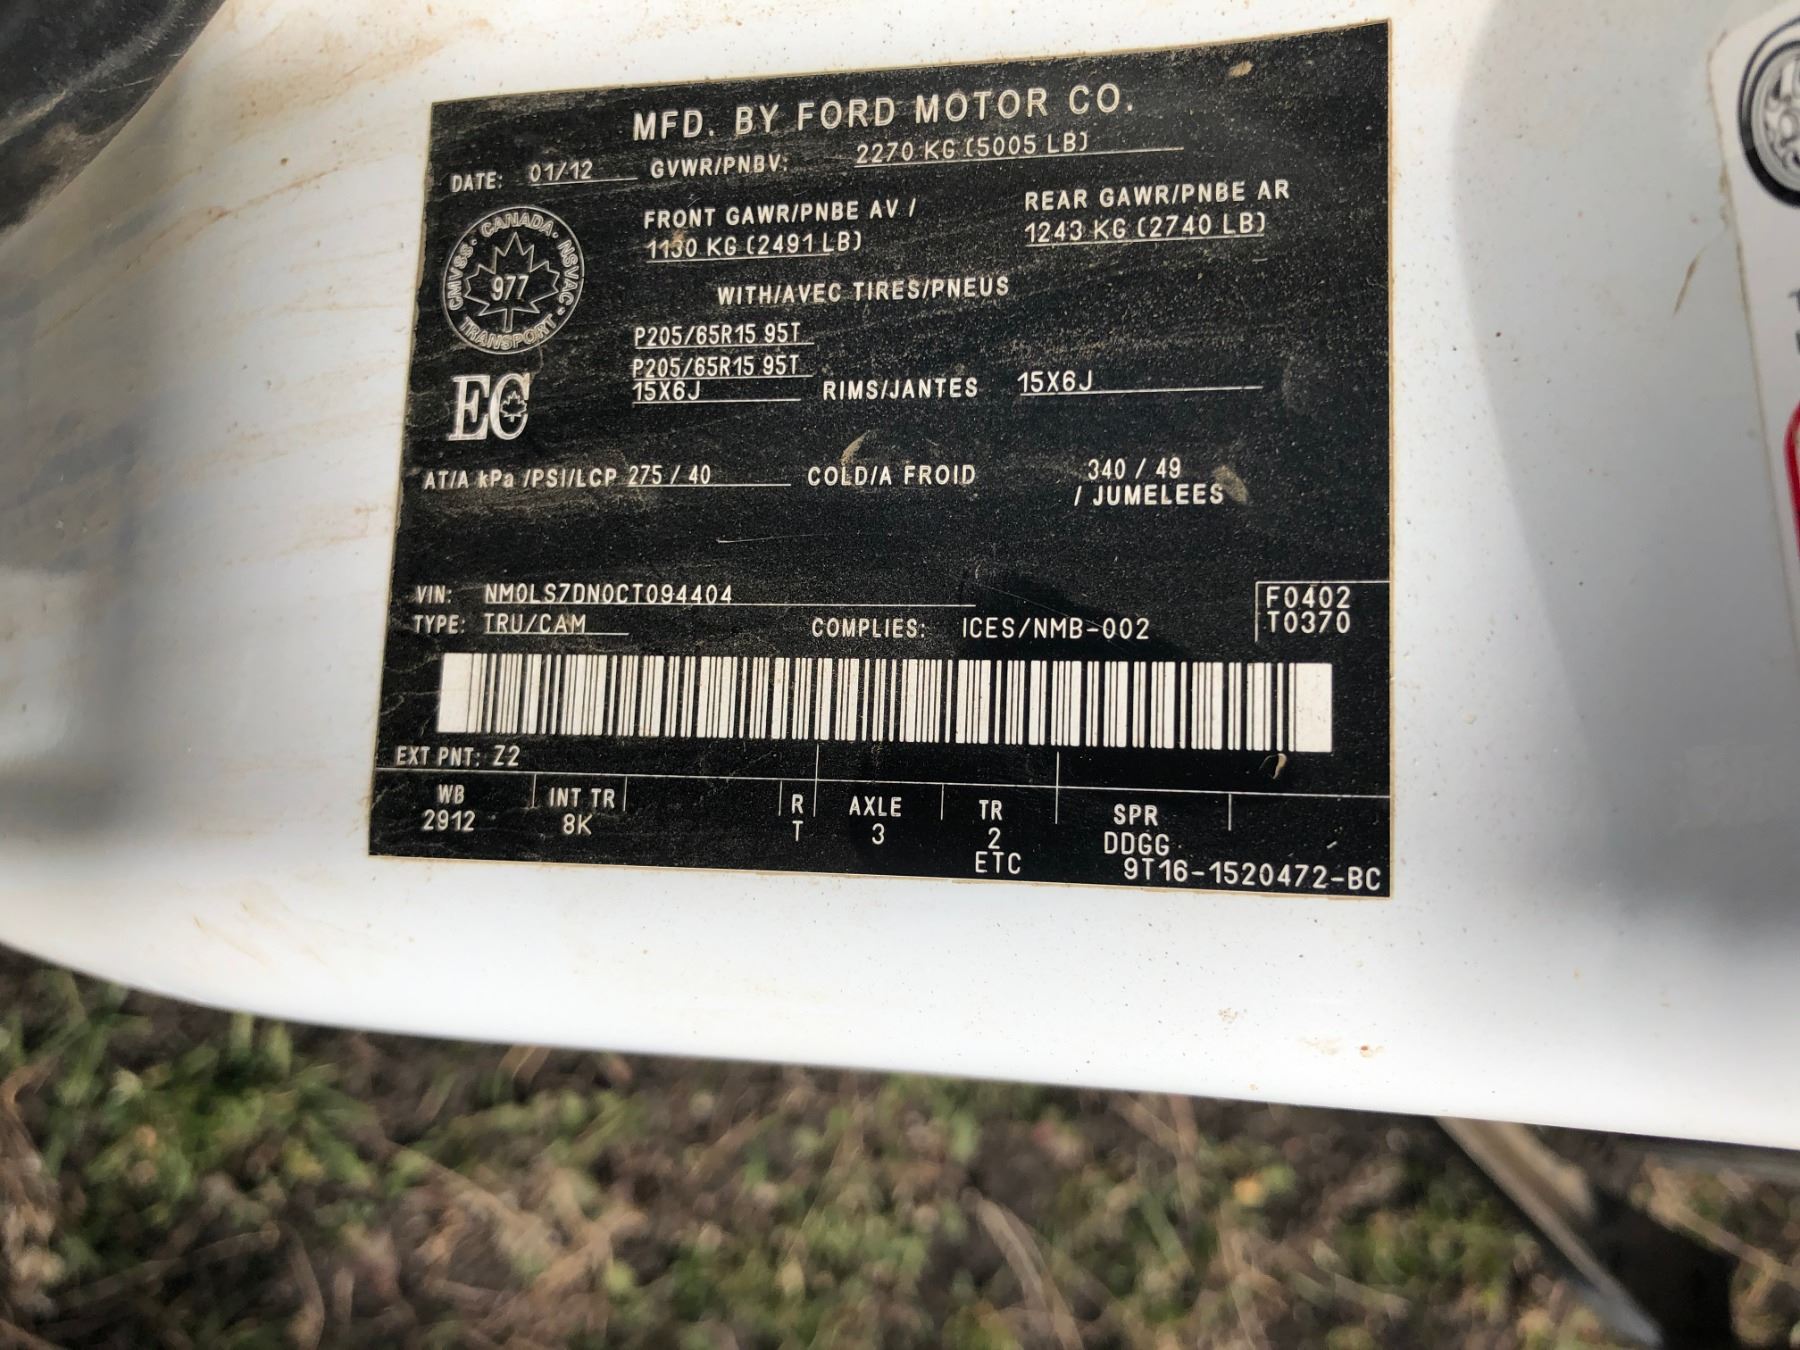 MFD. BY FORD MOTOR CO.
DATE: 01/12 GVWR/PNBV: 2270 KG (5005 LB)
FRONT GAWR/PNBE AV / REAR GAWR/PNBE AR
1130 KG (2491 LB) 1243 KG (2740 LB)
CMVSS · CANADA · NSVAC · TRANSPORT
977
WITH/AVEC TIRES/PNEUS
P205/65R15 95T
P205/65R15 95T
15X6J RIMS/JANTES 15X6J
EC
AT/A kPa /PSI/LCP 275 / 40 COLD/A FROID 340 / 49
/ JUMELEES
VIN: NM0LS7DN0CT094404 F0402
TYPE: TRU/CAM COMPLIES: ICES/NMB-002 T0370
EXT PNT: Z2
WB INT TR R AXLE TR SPR
2912 8K T 3 2 DDGG
ETC 9T16-1520472-BC